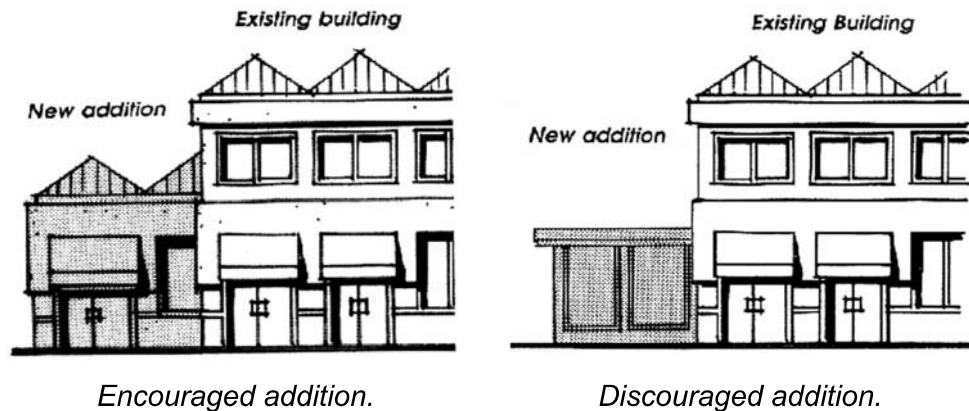 Existing building
New addition
Encouraged addition.
Existing Building
New addition
Discouraged addition.